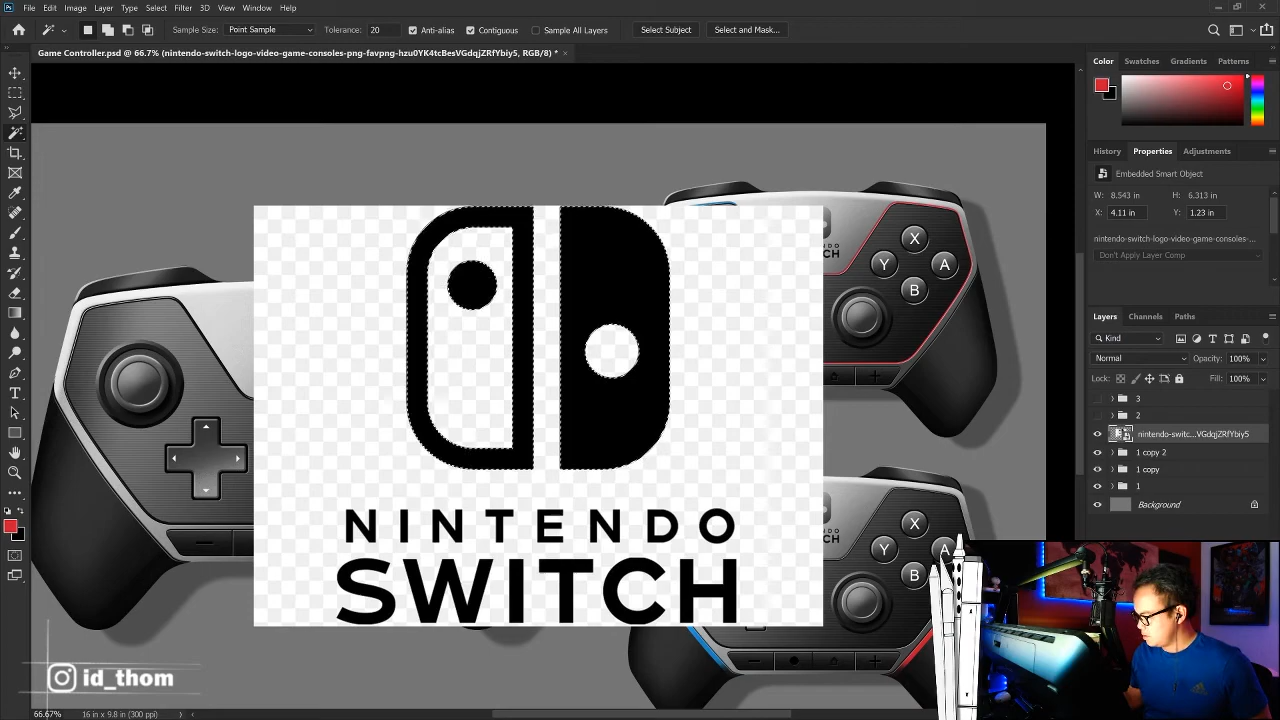 File Edit Image Layer Type Select Filter 3D View Window Help
Sample Size: Point Sample Tolerance: 20 Anti-alias Contiguous Sample All Layers Select Subject Select and Mask...
Game Controller.psd @ 66.7% (nintendo-switch-logo-video-game-consoles-png-favpng-hzu0YK4tcBesVGdqjZRfYbiy5, RGB/8) *
Color Swatches Gradients Patterns
History Properties Adjustments
Embedded Smart Object
W: 8.543 in H: 6.313 in
X: 4.11 in Y: 1.23 in
nintendo-switch-logo-video-game-consoles-...
Don't Apply Layer Comp
Layers Channels Paths
Kind
Normal Opacity: 100%
Lock: Fill: 100%
3
2
nintendo-switc...VGdqjZRfYbiy5
1 copy 2
1 copy
1
Background
X
Y A
B
NINTENDO
SWITCH
X
Y A
B
id_thom
66.67% 16 in x 9.8 in (300 ppi)